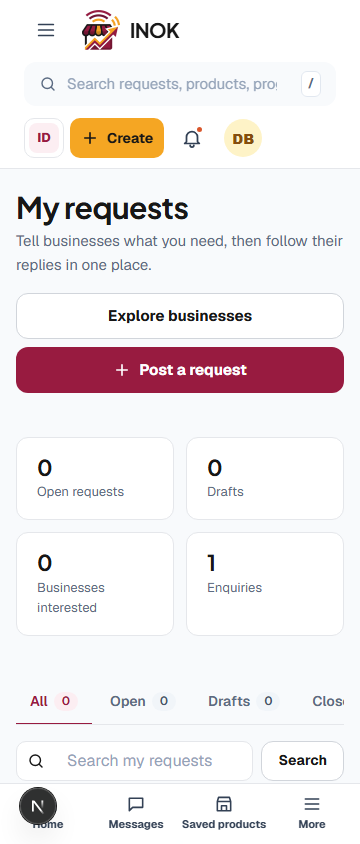 INOK
Search requests, products, prog
/
ID
+ Create
DB
My requests
Tell businesses what you need, then follow their
replies in one place.
Explore businesses
+ Post a request
0
Open requests
0
Drafts
0
Businesses
interested
1
Enquiries
All 0
Open 0
Drafts 0
Close
Search my requests
Search
N
Home
Messages
Saved products
More